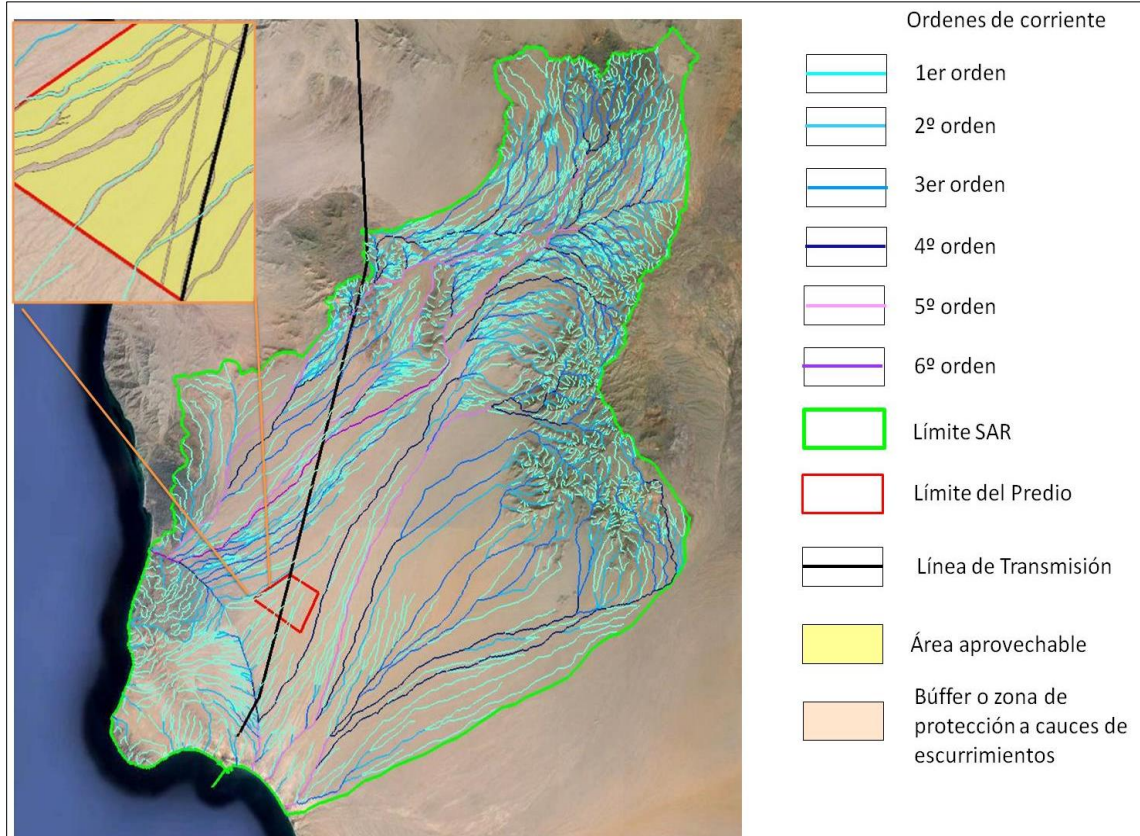 Ordenes de corriente
1er orden
2º orden
3er orden
4º orden
5º orden
6º orden
Límite SAR
Límite del Predio
Línea de Transmisión
Área aprovechable
Búffer o zona de
protección a cauces de
escurrimientos